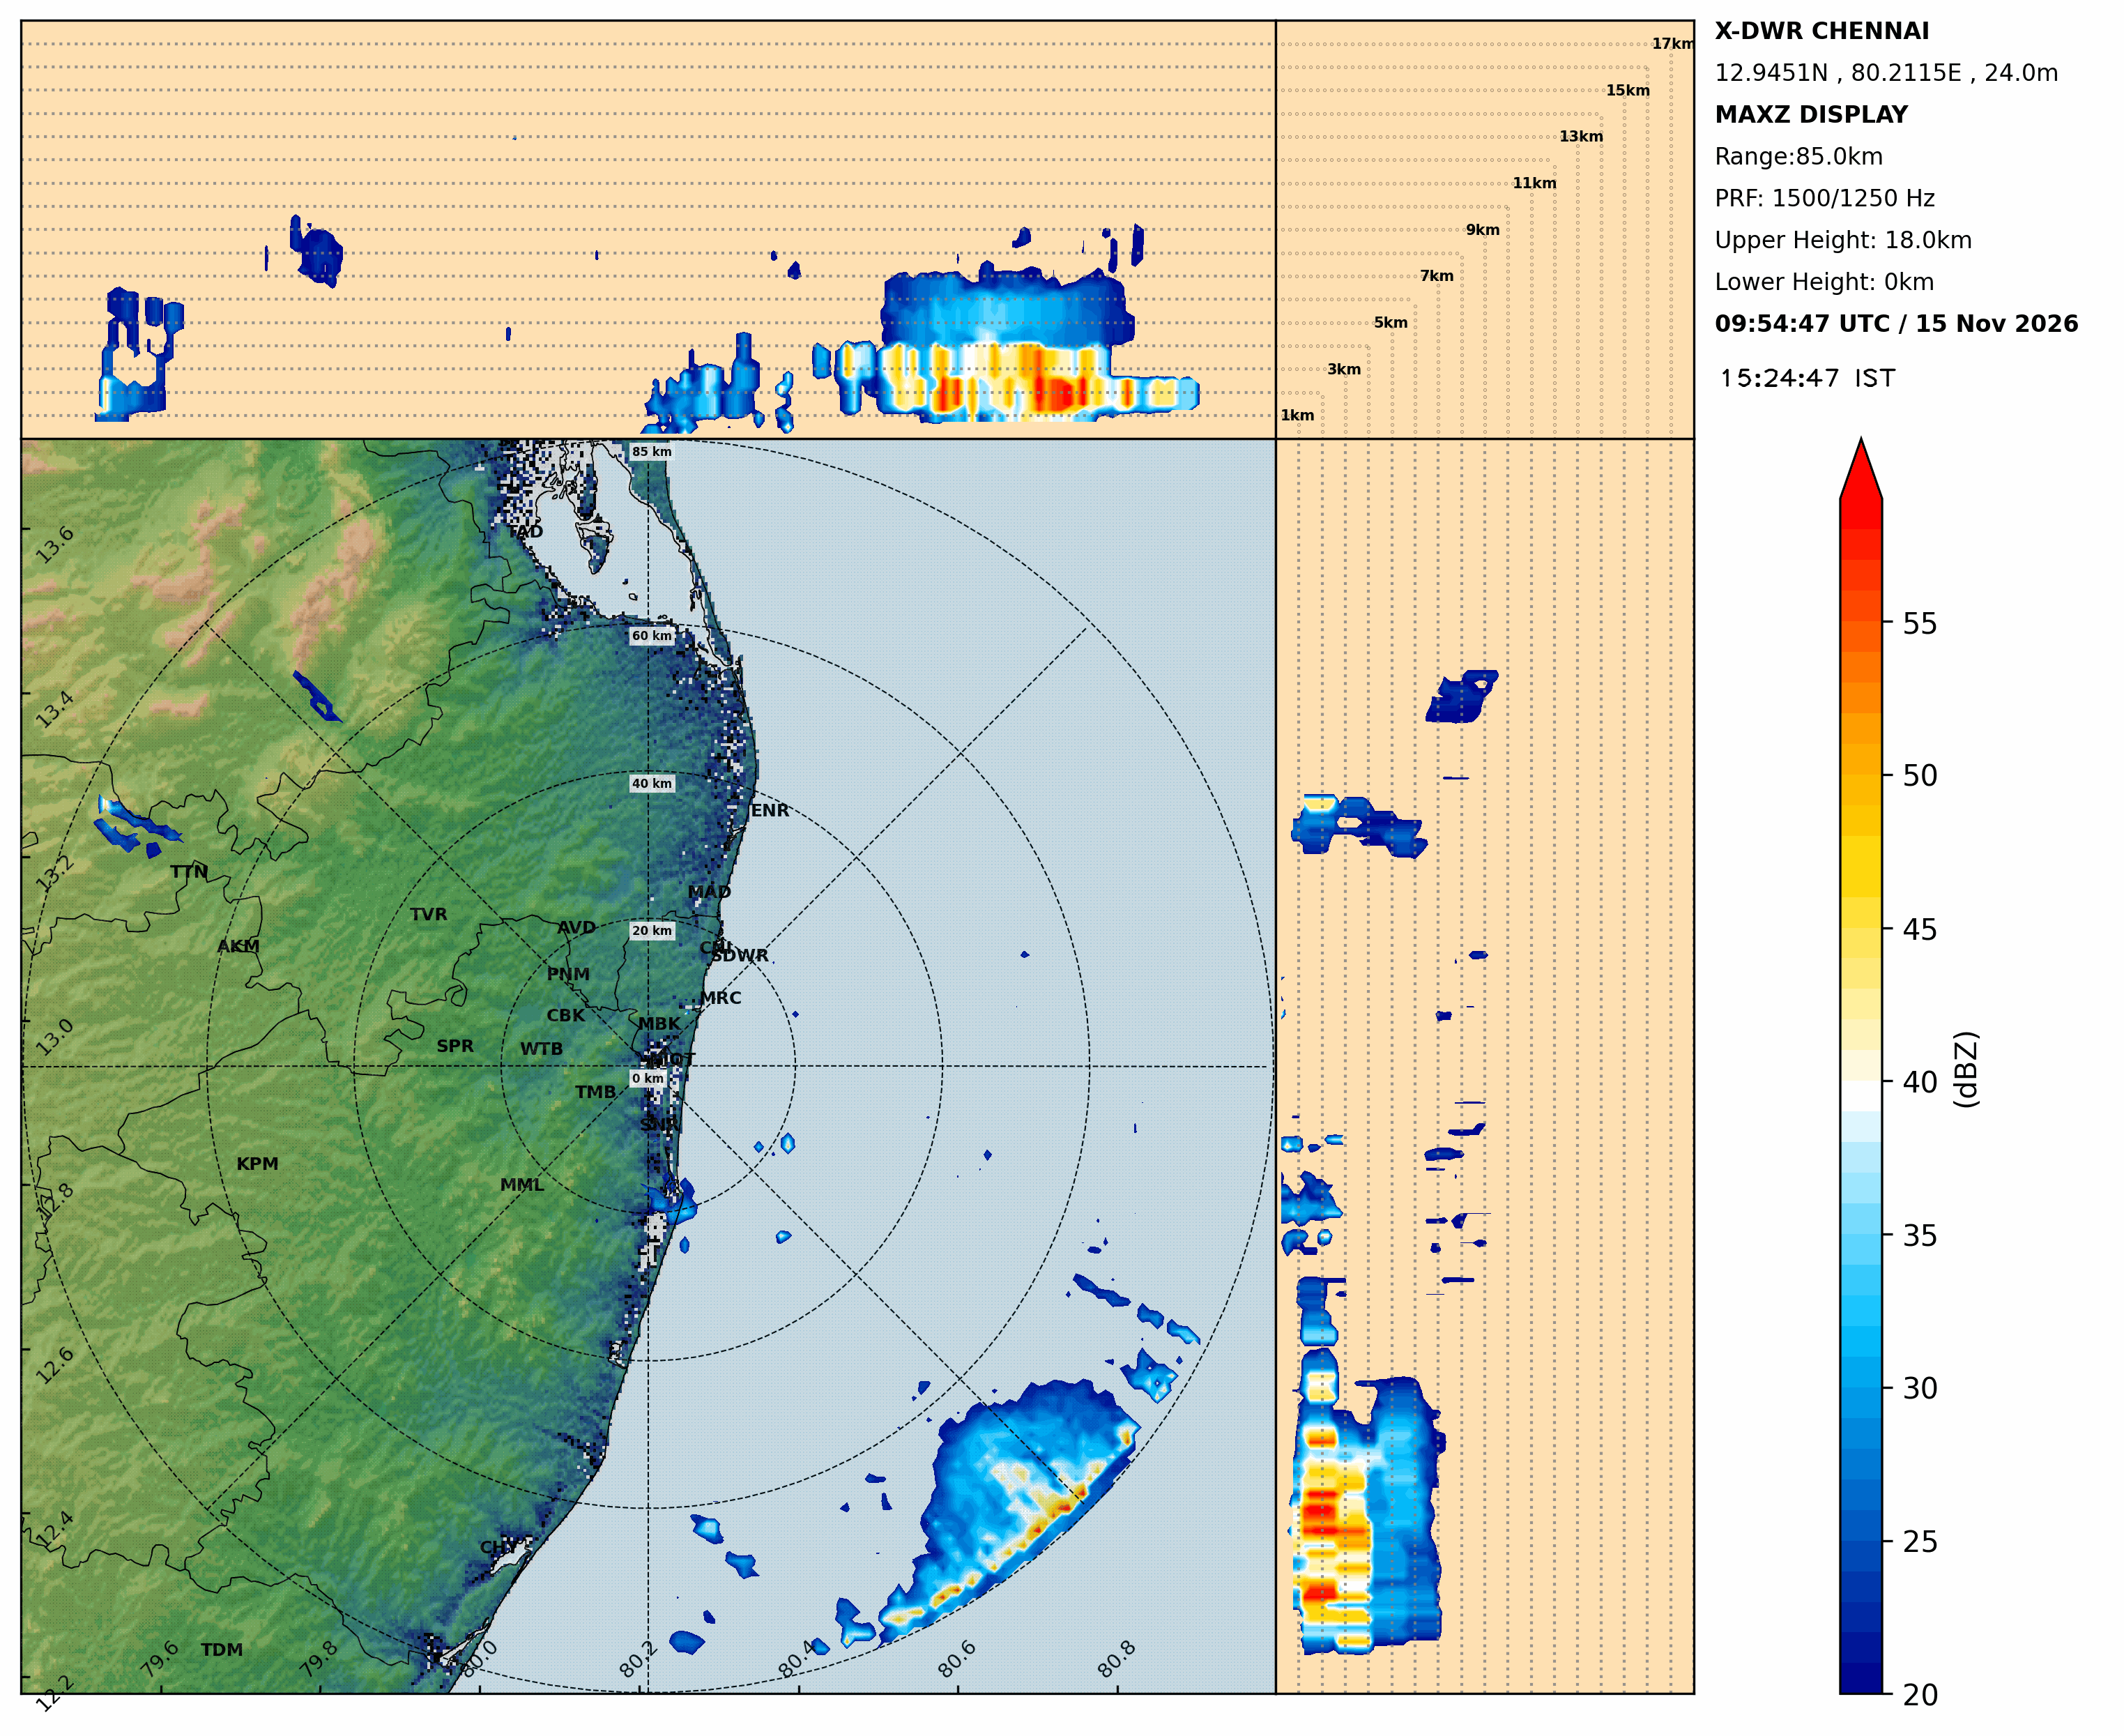 X-DWR CHENNAI
12.9451N , 80.2115E , 24.0m
MAXZ DISPLAY
Range:85.0km
PRF: 1500/1250 Hz
Upper Height: 18.0km
Lower Height: 0km
09:54:47 UTC / 15 Nov 2026
15:24:47 IST
17km
15km
13km
11km
9km
7km
5km
3km
1km
85 km
60 km
40 km
20 km
0 km
TAD
ENR
TTN
MAD
TVR
AVD
AKM
SDWR
PNM
MRC
CBK
MBK
SPR
WTB
TMB
SNR
KPM
MML
CHY
TDM
13.6
13.4
13.2
13.0
12.8
12.6
12.4
12.2
79.6
79.8
80.0
80.2
80.4
80.6
80.8
55
50
45
40
35
30
25
20
(dBZ)